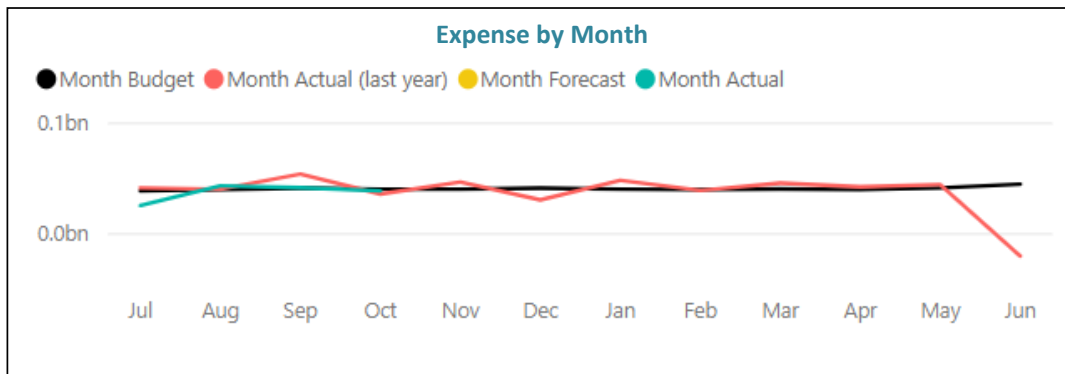 Expense by Month
Month Budget Month Actual (last year) Month Forecast Month Actual
0.1bn
0.0bn
Jul Aug Sep Oct Nov Dec Jan Feb Mar Apr May Jun